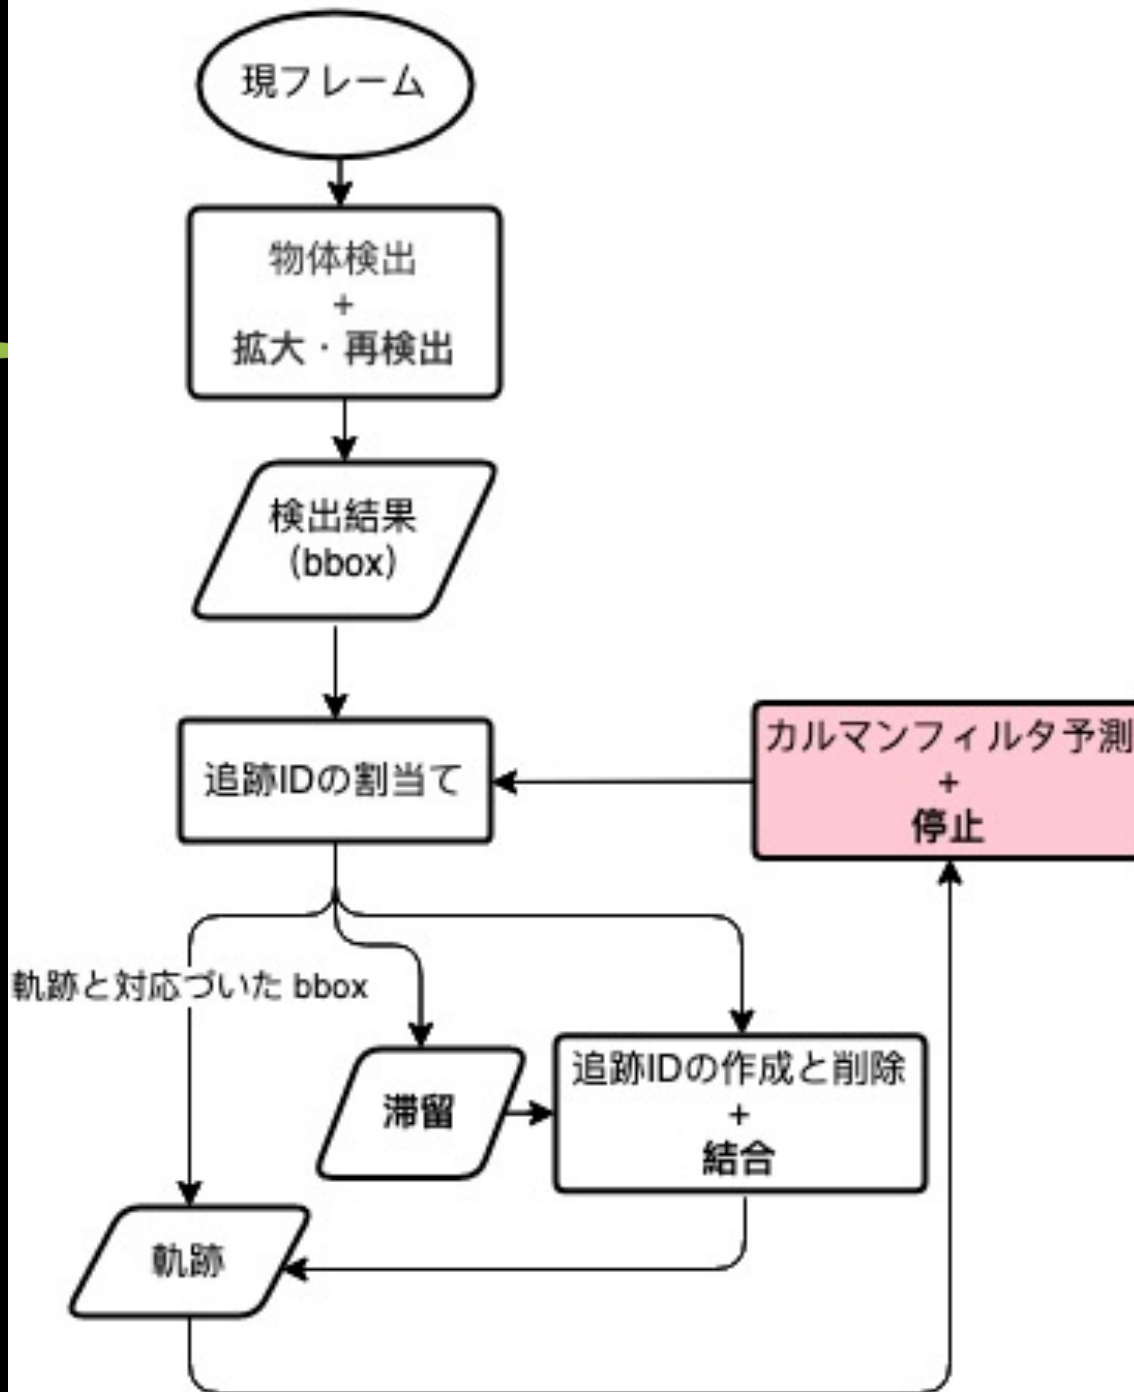 現フレーム
物体検出
+
拡大・再検出
検出結果
(bbox)
追跡IDの割当て
カルマンフィルタ予測
+
停止
軌跡と対応づいた bbox
滞留
追跡IDの作成と削除
+
結合
軌跡